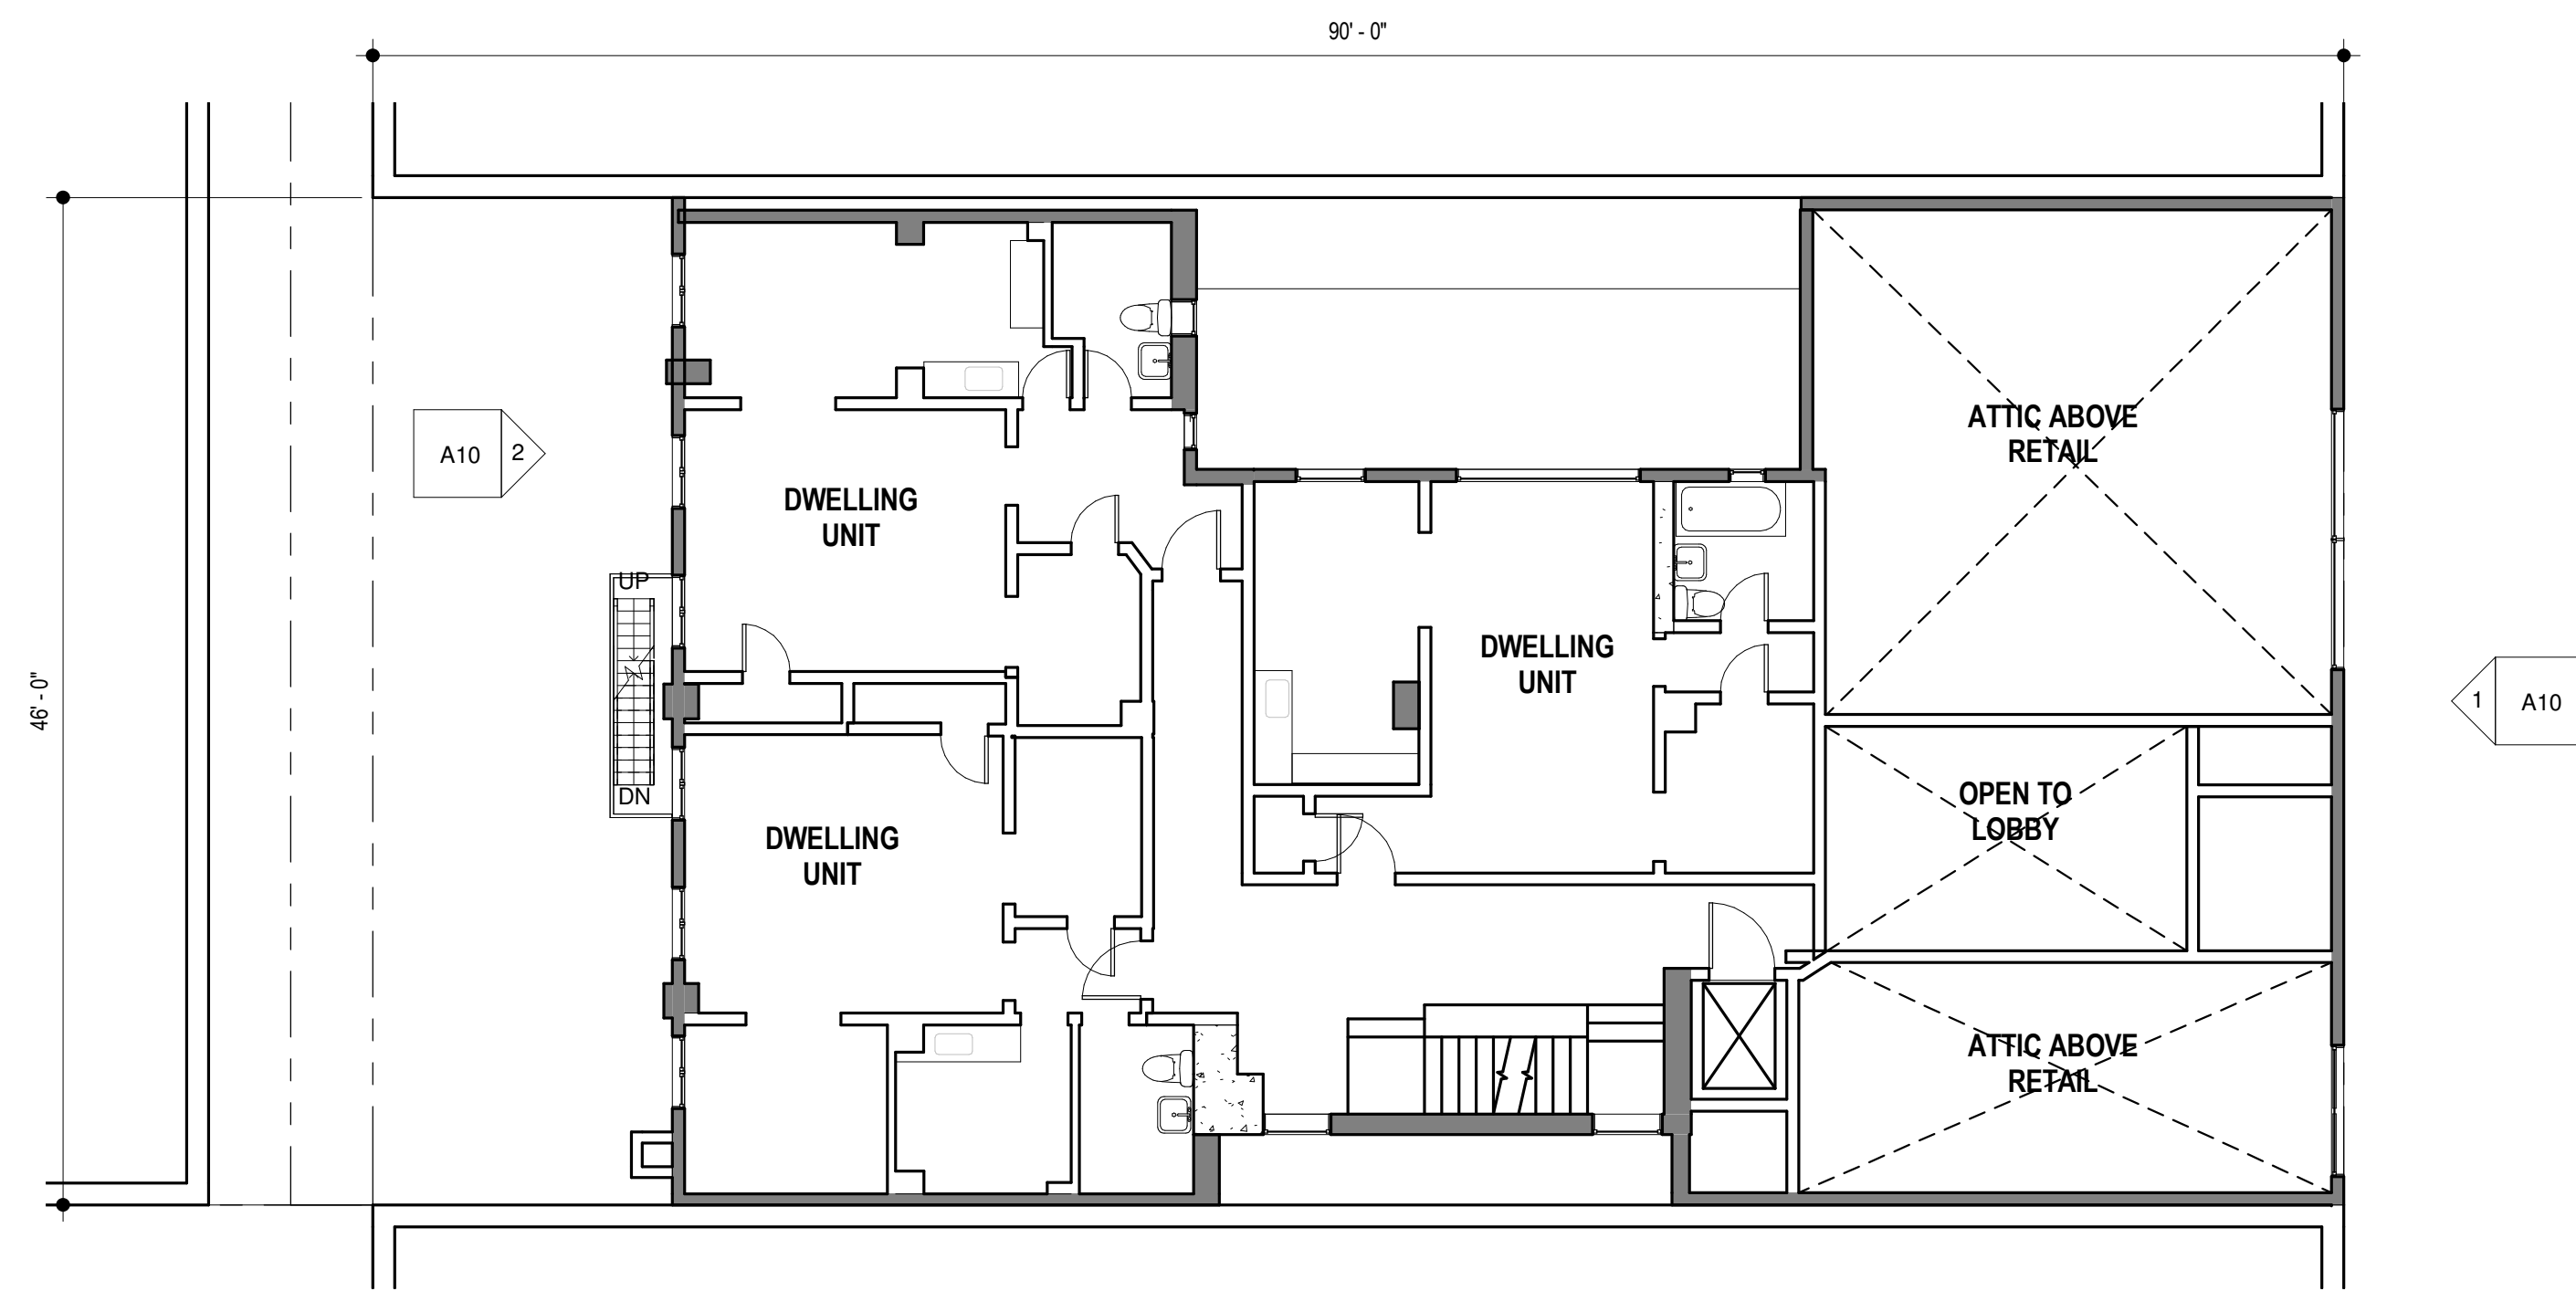 90' - 0"
46' - 0"
A10
2
DWELLING
UNIT
UP
DN
DWELLING
UNIT
DWELLING
UNIT
ATTIC ABOVE
RETAIL
OPEN TO
LOBBY
ATTIC ABOVE
RETAIL
1
A10